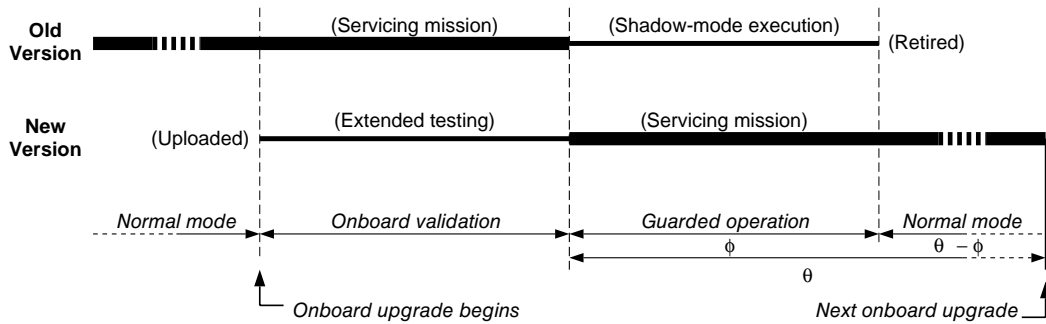 Old
Version
(Servicing mission)
(Shadow-mode execution)
(Retired)
New
Version
(Uploaded)
(Extended testing)
(Servicing mission)
Normal mode
Onboard validation
Guarded operation
Normal mode
ϕ
θ − ϕ
θ
Onboard upgrade begins
Next onboard upgrade